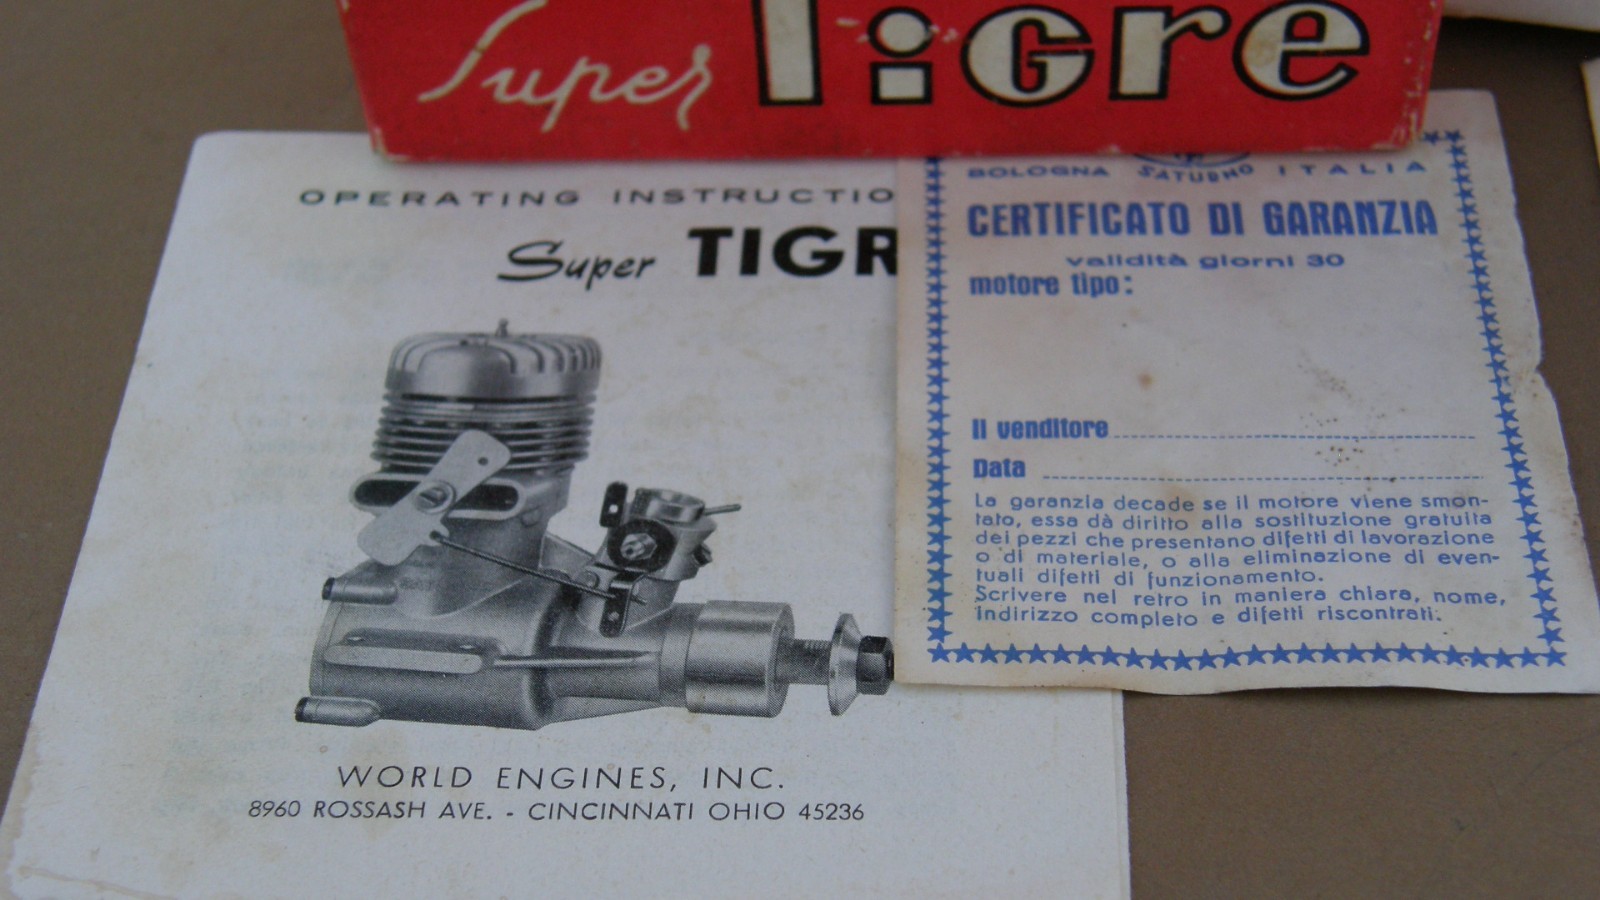 Super Tigre
OPERATING INSTRUCTIO
Super TIGR
WORLD ENGINES, INC.
8960 ROSSASH AVE. - CINCINNATI OHIO 45236
BOLOGNA SATURNO ITALIA
CERTIFICATO DI GARANZIA
validità giorni 30
motore tipo:
Il venditore
Data
La garanzia decade se il motore viene smon-
tato, essa dà diritto alla sostituzione gratuita
dei pezzi che presentano difetti di lavorazione
o di materiale, o alla eliminazione di even-
tuali difetti di funzionamento.
Scrivere nel retro in maniera chiara, nome,
indirizzo completo e difetti riscontrati.